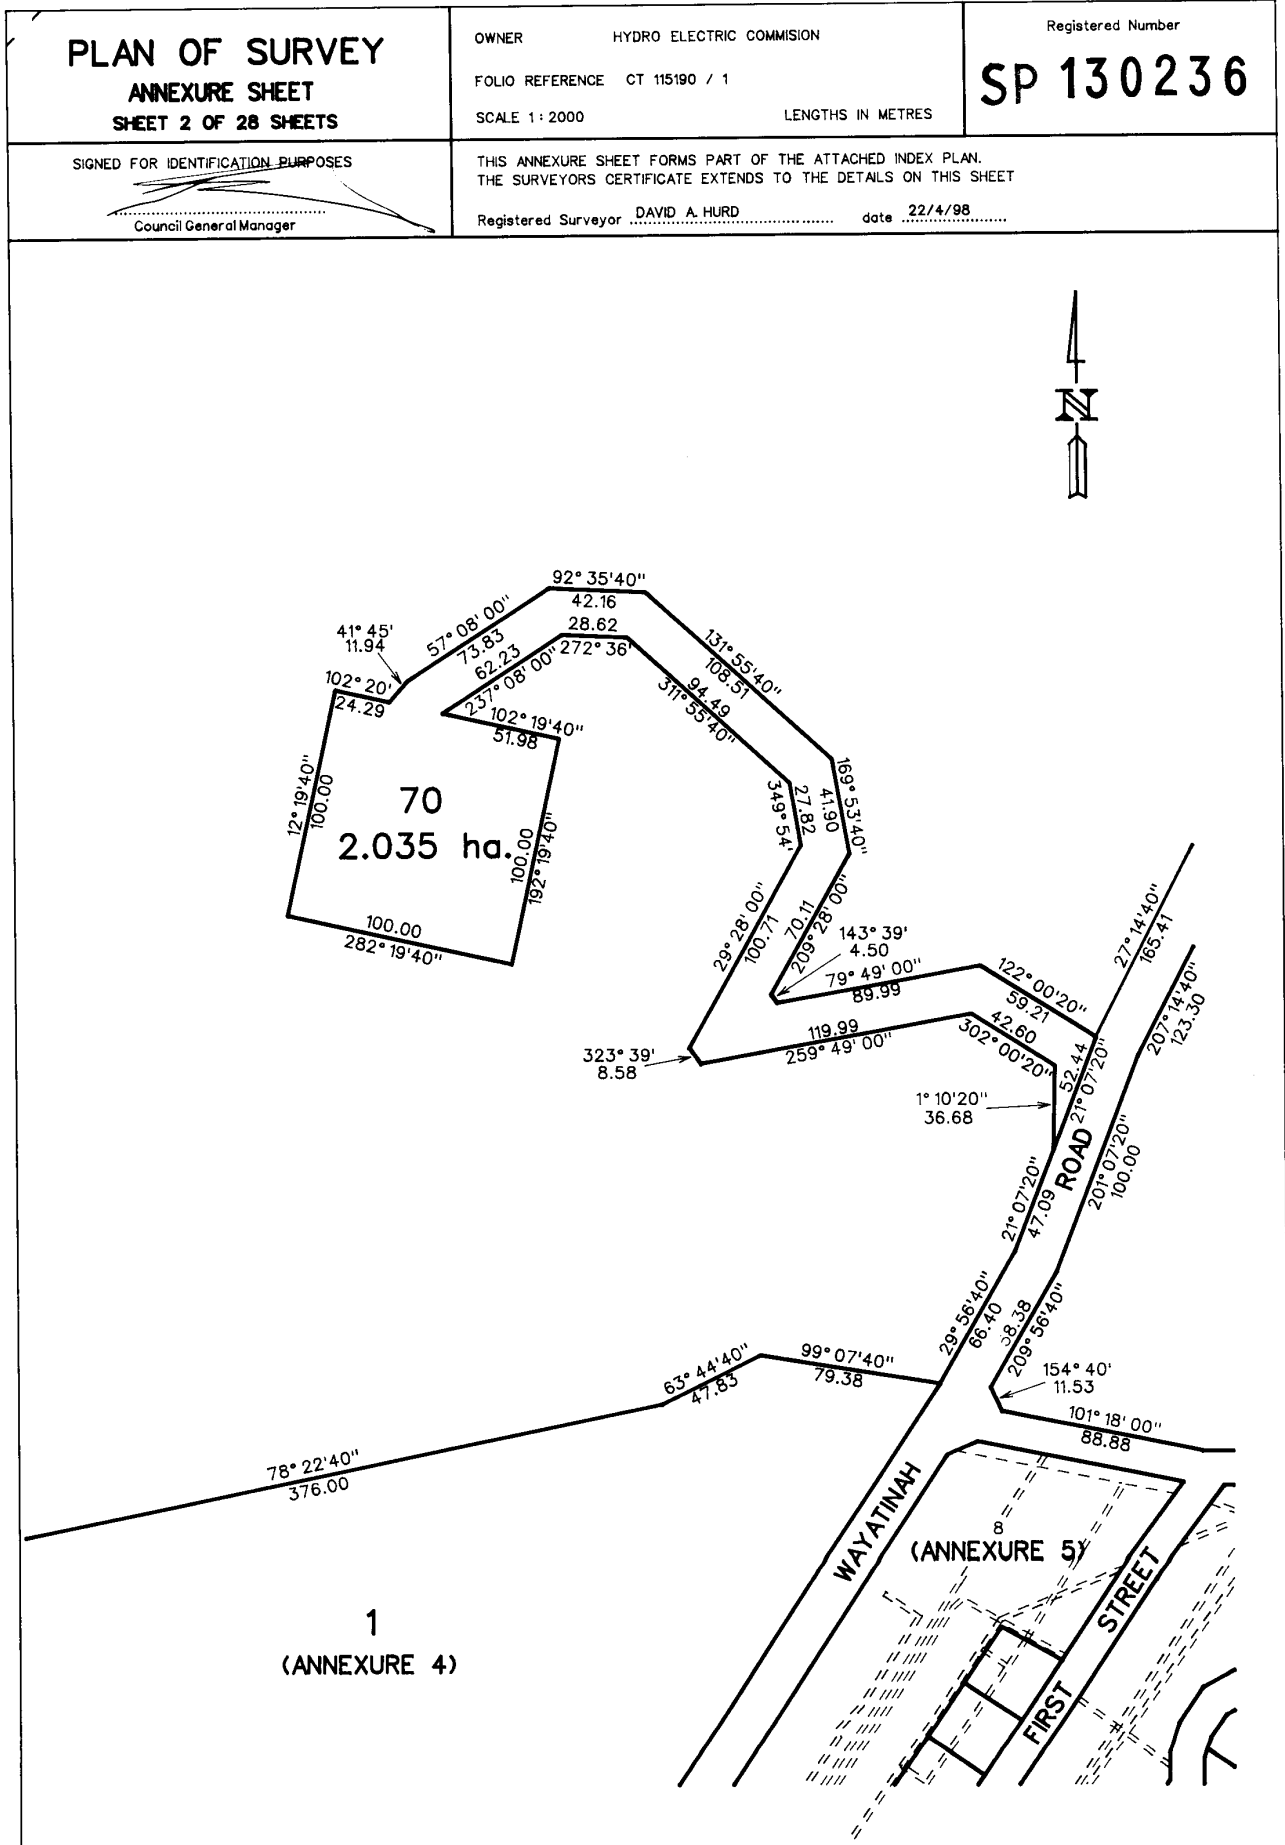 PLAN OF SURVEY
ANNEXURE SHEET
SHEET 2 OF 28 SHEETS
OWNER HYDRO ELECTRIC COMMISION
FOLIO REFERENCE CT 115190 / 1
SCALE 1 : 2000 LENGTHS IN METRES
Registered Number
SP 130236
SIGNED FOR IDENTIFICATION PURPOSES
Council General Manager
THIS ANNEXURE SHEET FORMS PART OF THE ATTACHED INDEX PLAN.
THE SURVEYORS CERTIFICATE EXTENDS TO THE DETAILS ON THIS SHEET
Registered Surveyor DAVID A. HURD date 22/4/98
N
92° 35'40"
42.16
28.62
272° 36'
57° 08' 00"
73.83
62.23
237° 08' 00"
41° 45'
11.94
102° 20'
24.29
102° 19'40"
51.98
131° 55'40"
108.51
94.49
311° 55'40"
12° 19'40"
100.00
70
2.035 ha.
100.00
192° 19'40"
100.00
282° 19'40"
169° 53'40"
41.90
27.82
349° 54'
29° 28' 00"
100.71
70.11
209° 28' 00"
143° 39'
4.50
79° 49' 00"
89.99
122° 00'20"
59.21
42.60
302° 00'20"
119.99
259° 49' 00"
323° 39'
8.58
27° 14'40"
165.41
207° 14'40"
123.30
52.44
21° 07'20"
1° 10'20"
36.68
ROAD
201° 07'20"
100.00
21° 07'20"
47.09
29° 56'40"
66.40
209° 56'40"
154° 40'
11.53
101° 18' 00"
88.88
63° 44'40"
47.83
99° 07'40"
79.38
78° 22'40"
376.00
WAYATINAH
8
(ANNEXURE 5)
STREET
FIRST
1
(ANNEXURE 4)